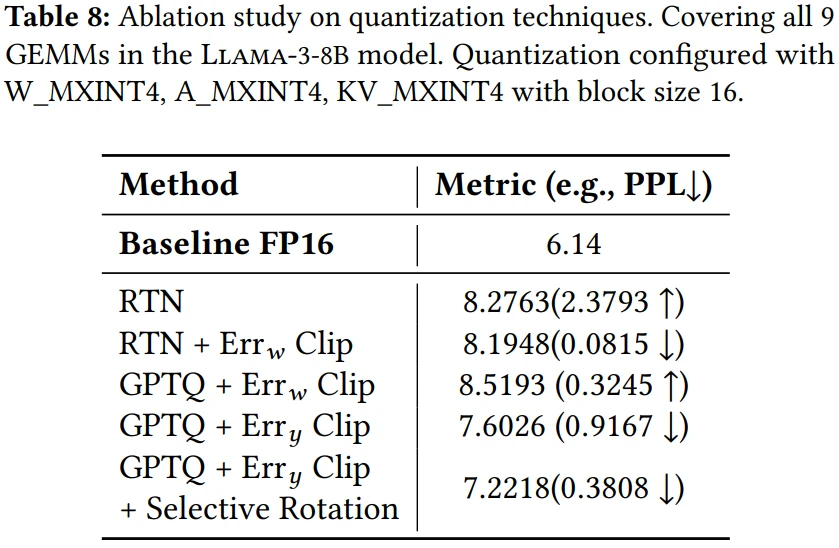 Table 8: Ablation study on quantization techniques. Covering all 9
GEMMs in the LLAMA-3-8B model. Quantization configured with
W_MXINT4, A_MXINT4, KV_MXINT4 with block size 16.
Method Metric (e.g., PPL↓)
Baseline FP16 6.14
RTN 8.2763(2.3793 ↑)
RTN + Err_w Clip 8.1948(0.0815 ↓)
GPTQ + Err_w Clip 8.5193 (0.3245 ↑)
GPTQ + Err_y Clip 7.6026 (0.9167 ↓)
GPTQ + Err_y Clip
+ Selective Rotation 7.2218(0.3808 ↓)